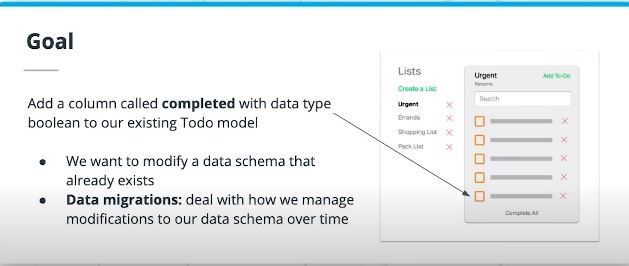 Goal
Add a column called completed with data type
boolean to our existing Todo model
● We want to modify a data schema that
already exists
● Data migrations: deal with how we manage
modifications to our data schema over time
Lists
Create a List
Urgent ×
Errands ×
Shopping List ×
Pack List ×
Urgent Add To-Do
Rename
Search
×
×
×
×
×
Complete All